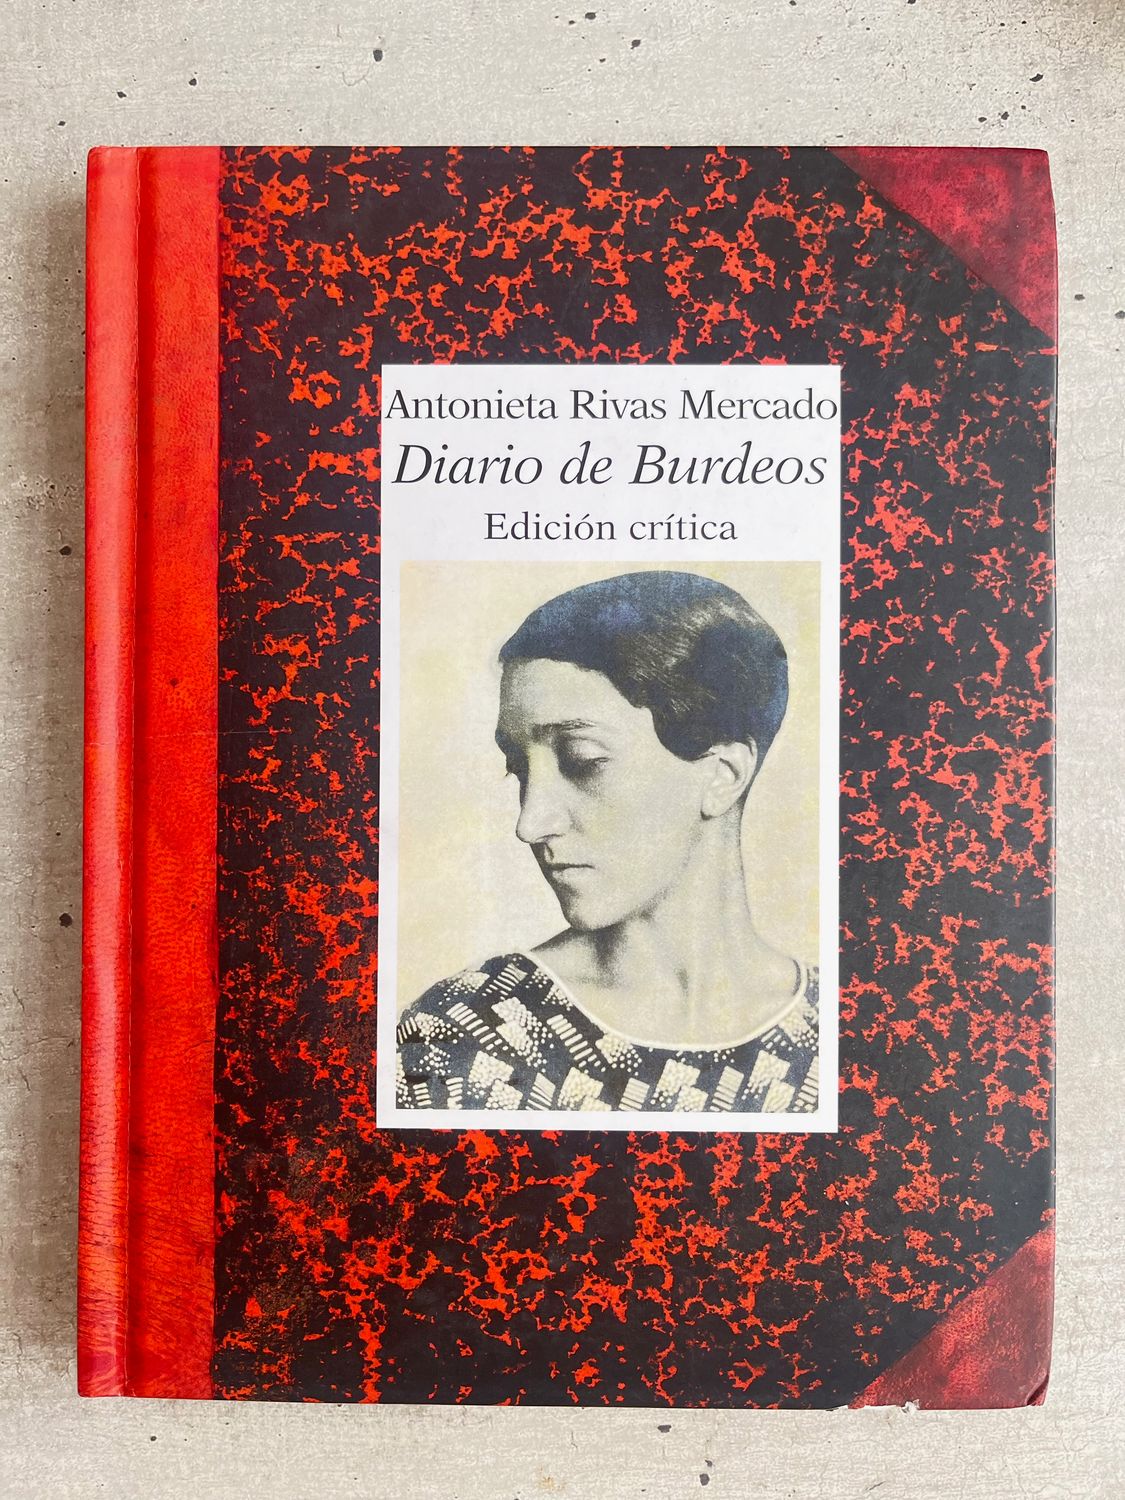 Antonieta Rivas Mercado
Diario de Burdeos
Edición crítica